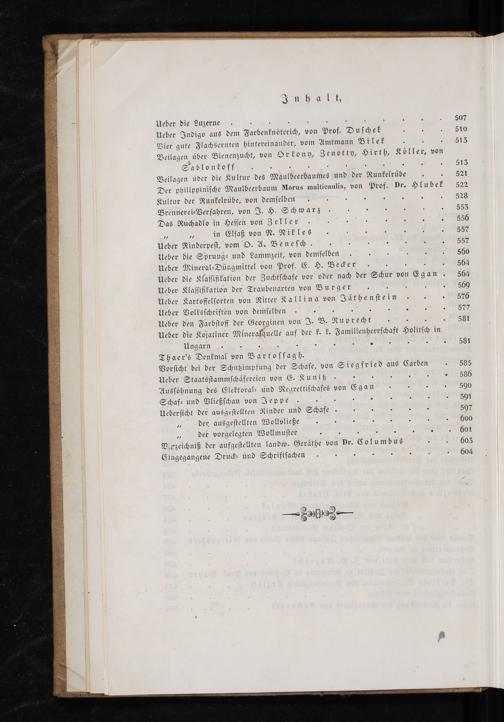 Inhalt.
Ueber die Luzerne . . . 507
Ueber Indigo aus dem Farbenknöterich, von Prof. Duschek . . . 510
Vier gute Flachsernten hintereinander, vom Amtmann Bilek . . . 513
Beilagen über Bienenzucht, von Orkony, Zenotty, Hirth, Köller, von
Sablonkoff . . . 513
Beilagen über die Kultur des Maulbeerbaumes und der Runkelrübe . . 521
Der philippinische Maulbeerbaum Morus multicaulis, von Prof. Dr. Hlubek 522
Kultur der Runkelrübe, von demselben . . . 528
Brennerei-Verfahren, von J. H. Schwarz . . . 553
Das Ruchadlo in Hessen von Zeller . . . 556
„ „ in Elsaß von N. Nikles . . . 557
Ueber Rinderpest, vom O. A. Benesch . . . 557
Ueber die Sprung- und Lammzeit, von demselben . . . 560
Ueber Mineral-Düngmittel von Prof. E. H. Becker . . . 564
Ueber die Klassifikation der Zuchtschafe vor oder nach der Schur von Egan . 564
Ueber Klassifikation der Traubenarten von Burger . . . 569
Ueber Kartoffelsorten von Ritter Kallina von Jäthenstein . . . 576
Ueber Volksschriften von demselben . . . 577
Ueber den Farbstoff der Georginen von J. B. Ruprecht . . . 581
Ueber die Kojatiner Mineralquelle auf der k. k. Familienherrschaft Holitsch in
Ungarn . . . 581
Thaer's Denkmal von Bartossagh.
Vorsicht bei der Schutzimpfung der Schafe, von Siegfried aus Carden . 585
Ueber Staatsstammschäfereien von E. Kunitz . . . 586
Aussöhnung des Elektoral- und Negrettischafes von Egan . . . 590
Schaf- und Vließschau von Jeppe . . . 591
Uebersicht der ausgestellten Rinder und Schafe . . . 597
„ der ausgestellten Wollvließe . . . 600
„ der vorgelegten Wollmuster . . . 601
Verzeichniß der aufgestellten landw. Geräthe von Dr. Columbus . . . 603
Eingegangene Druck- und Schriftsachen . . . 604